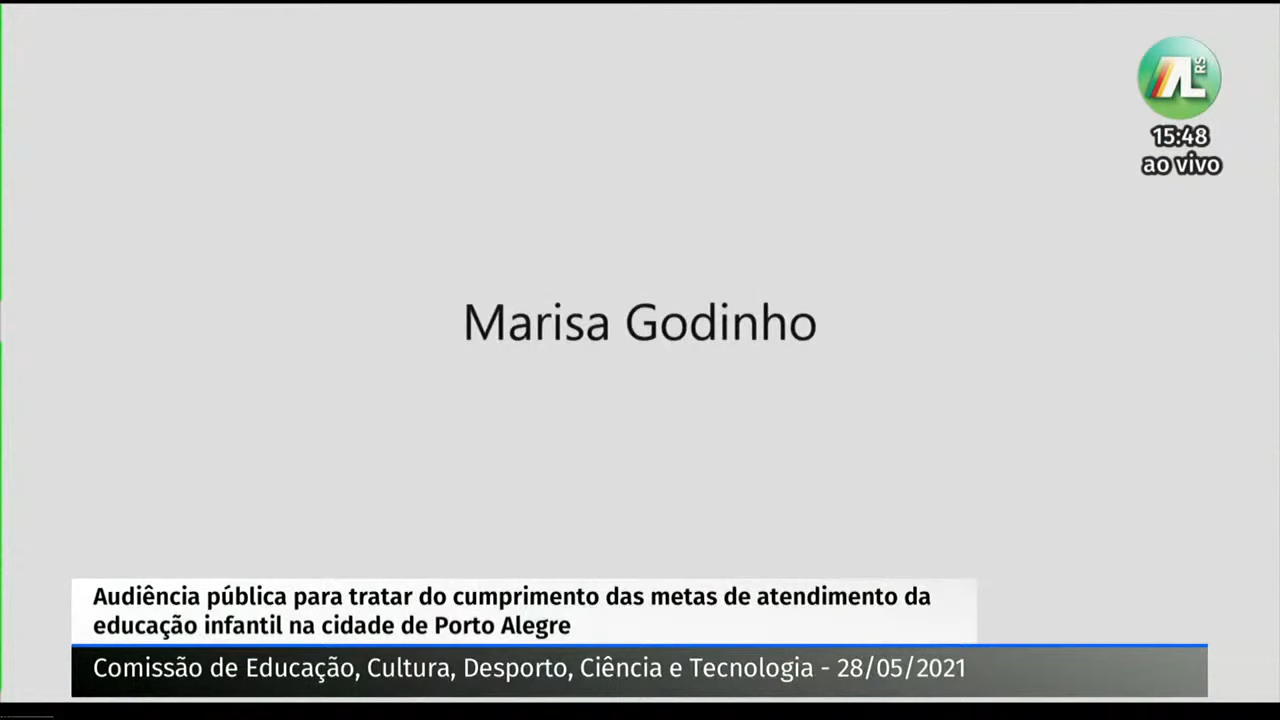 AL
RS
15:48
ao vivo
Marisa Godinho
Audiência pública para tratar do cumprimento das metas de atendimento da
educação infantil na cidade de Porto Alegre
Comissão de Educação, Cultura, Desporto, Ciência e Tecnologia - 28/05/2021